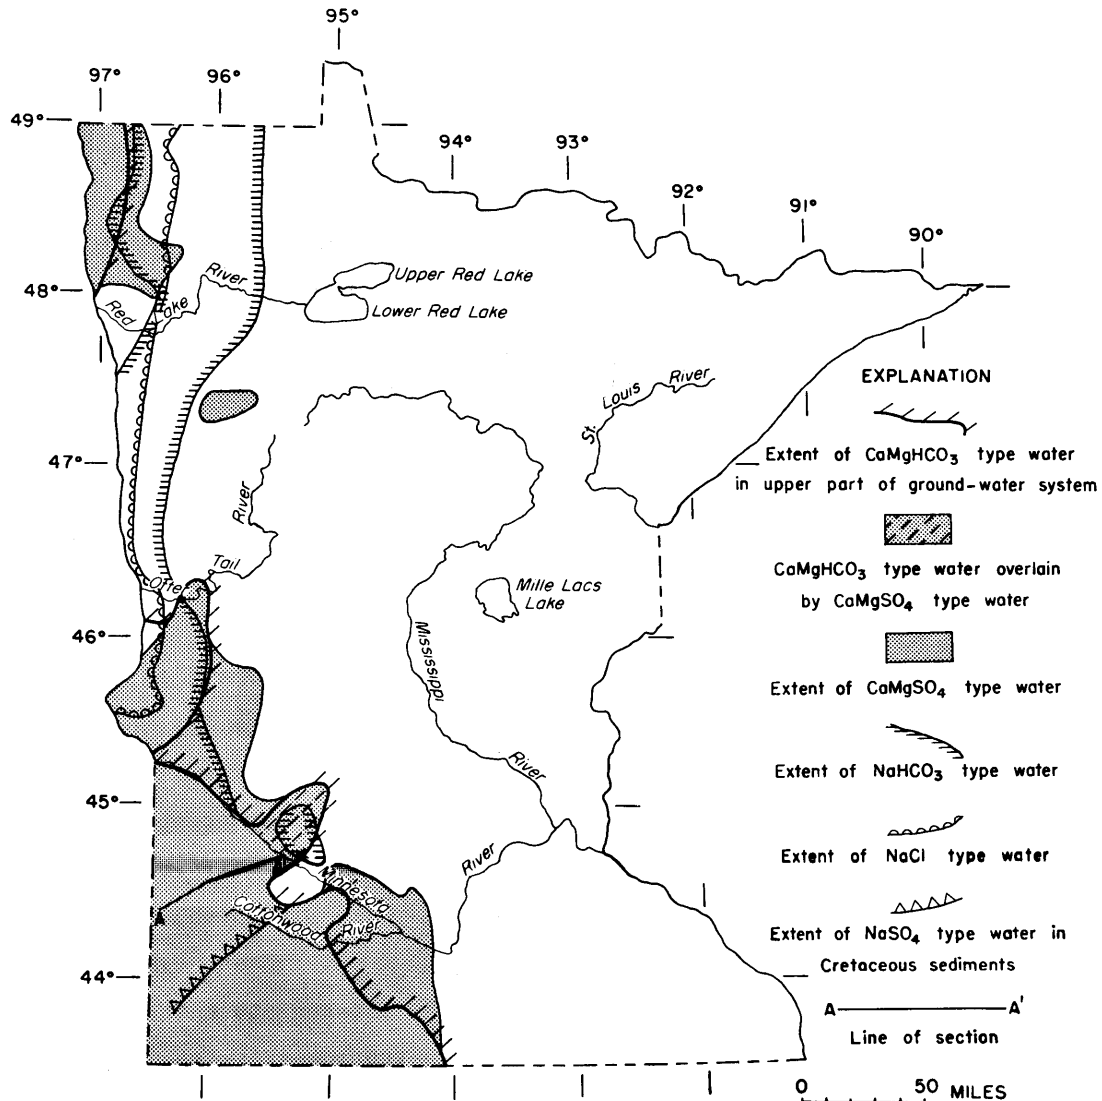 95°
97°
96°
49°
94°
93°
92°
91°
90°
48°
River
Upper Red Lake
Red
Lake
Lower Red Lake
EXPLANATION
St. Louis River
Extent of CaMgHCO₃ type water
in upper part of ground-water system
47°
River
Tail
Otter
CaMgHCO₃ type water overlain
by CaMgSO₄ type water
Mille Lacs
Lake
46°
Mississippi
Extent of CaMgSO₄ type water
River
Extent of NaHCO₃ type water
45°
River
Extent of NaCl type water
Minnesota
Cottonwood
River
A
Extent of NaSO₄ type water in
Cretaceous sediments
44°
A A'
Line of section
0 50 MILES